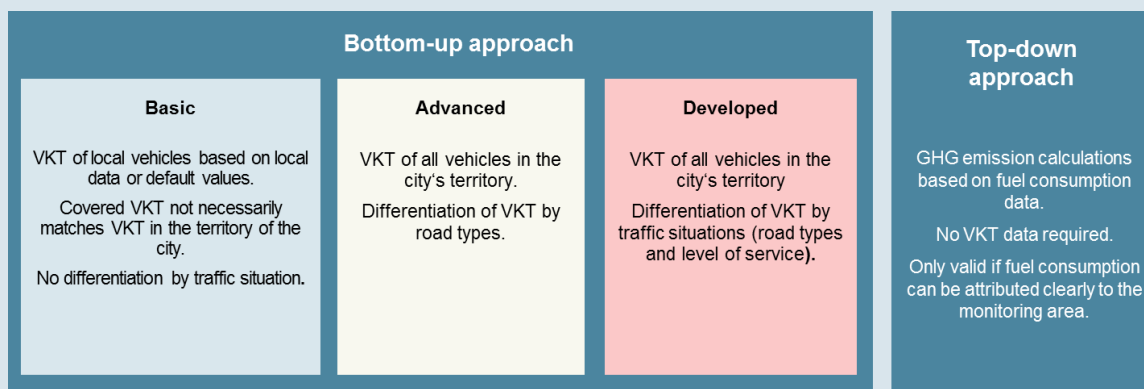 Bottom-up approach
Basic
VKT of local vehicles based on local
data or default values.
Covered VKT not necessarily
matches VKT in the territory of the
city.
No differentiation by traffic situation.
Advanced
VKT of all vehicles in the
city‘s territory.
Differentiation of VKT by
road types.
Developed
VKT of all vehicles in the
city‘s territory
Differentiation of VKT by
traffic situations (road types
and level of service).
Top-down
approach
GHG emission calculations
based on fuel consumption
data.
No VKT data required.
Only valid if fuel consumption
can be attributed clearly to the
monitoring area.